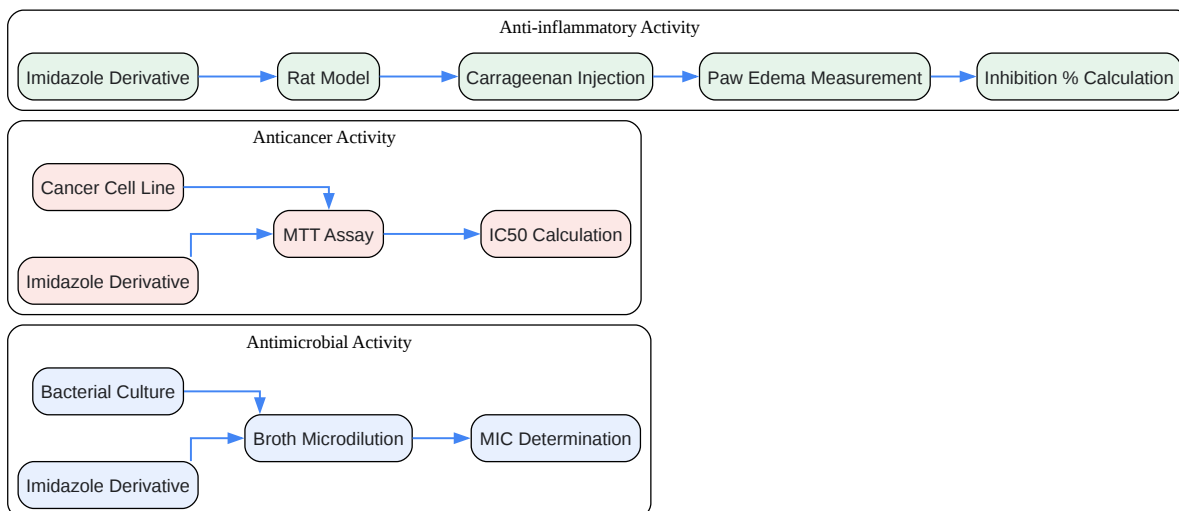 Anti-inflammatory Activity
Imidazole Derivative
Rat Model
Carrageenan Injection
Paw Edema Measurement
Inhibition % Calculation
Anticancer Activity
Cancer Cell Line
MTT Assay
IC50 Calculation
Imidazole Derivative
Antimicrobial Activity
Bacterial Culture
Broth Microdilution
MIC Determination
Imidazole Derivative